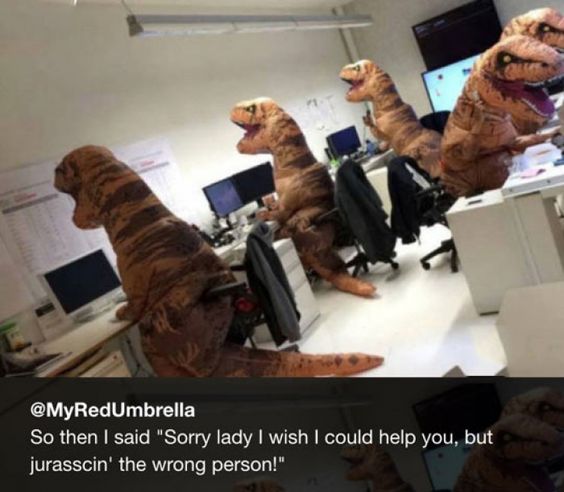 @MyRedUmbrella
So then I said "Sorry lady I wish I could help you, but
jurasscin' the wrong person!"